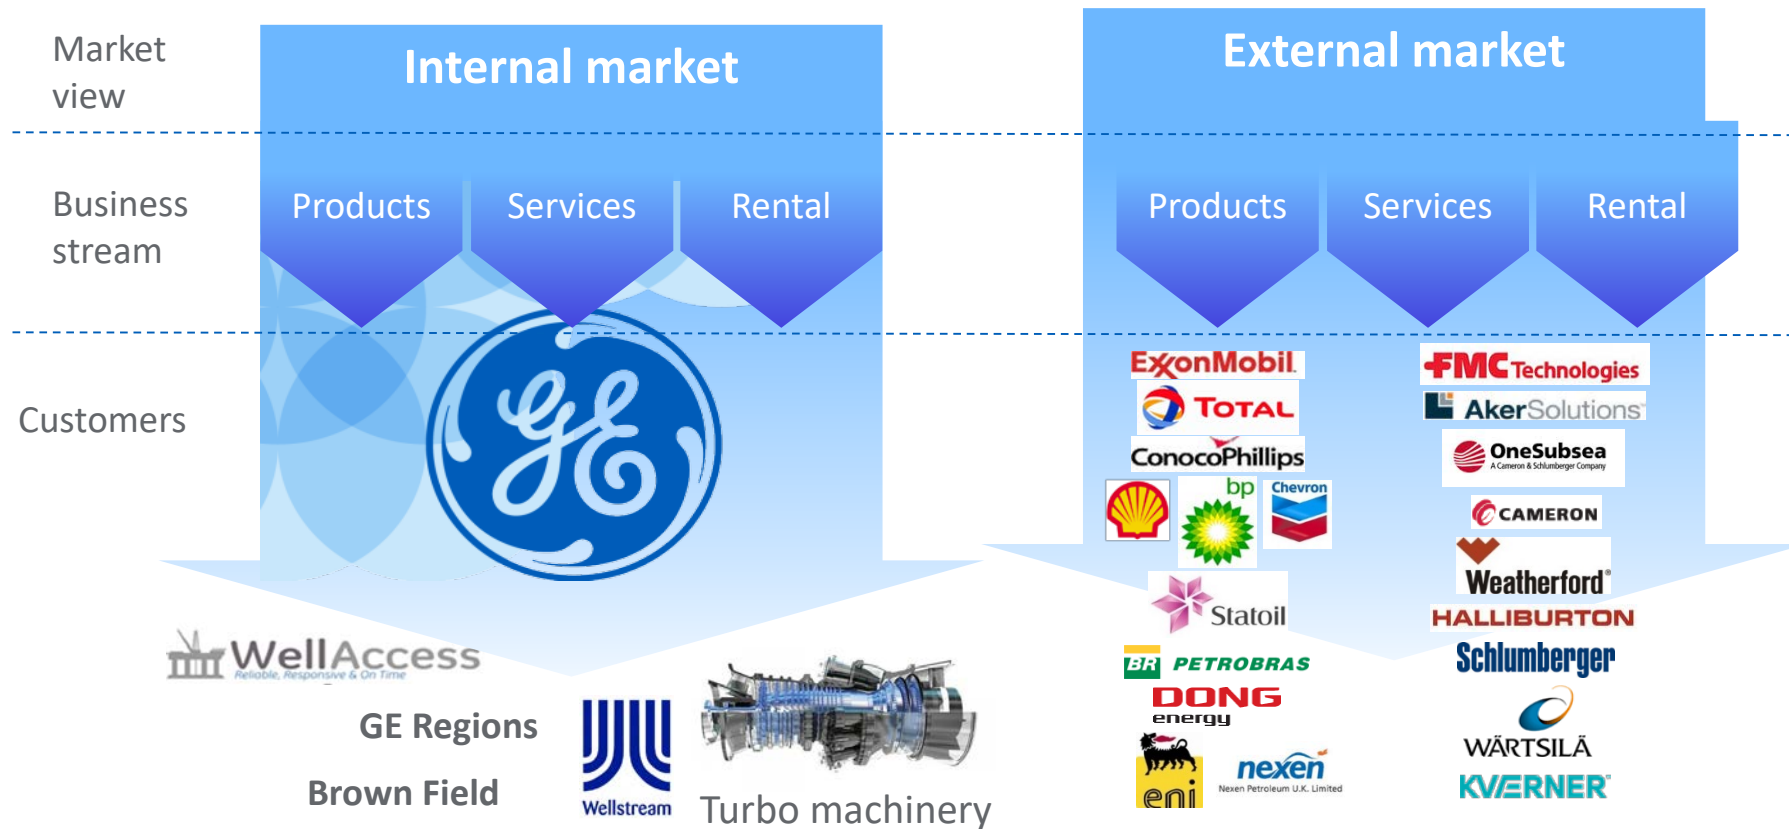 Market
view
Internal market
External market
Business
stream
Products
Services
Rental
Products
Services
Rental
Customers
GE
ExxonMobil
TOTAL
ConocoPhillips
bp
Chevron
Statoil
BR PETROBRAS
DONG
energy
eni
nexen
Nexen Petroleum U.K. Limited
FMC Technologies
AkerSolutions
OneSubsea
A Cameron & Schlumberger Company
CAMERON
Weatherford®
HALLIBURTON
Schlumberger
WÄRTSILÄ
KVÆRNER®
WellAccess
Reliable, Responsive & On Time
GE Regions
Brown Field
Wellstream
Turbo machinery